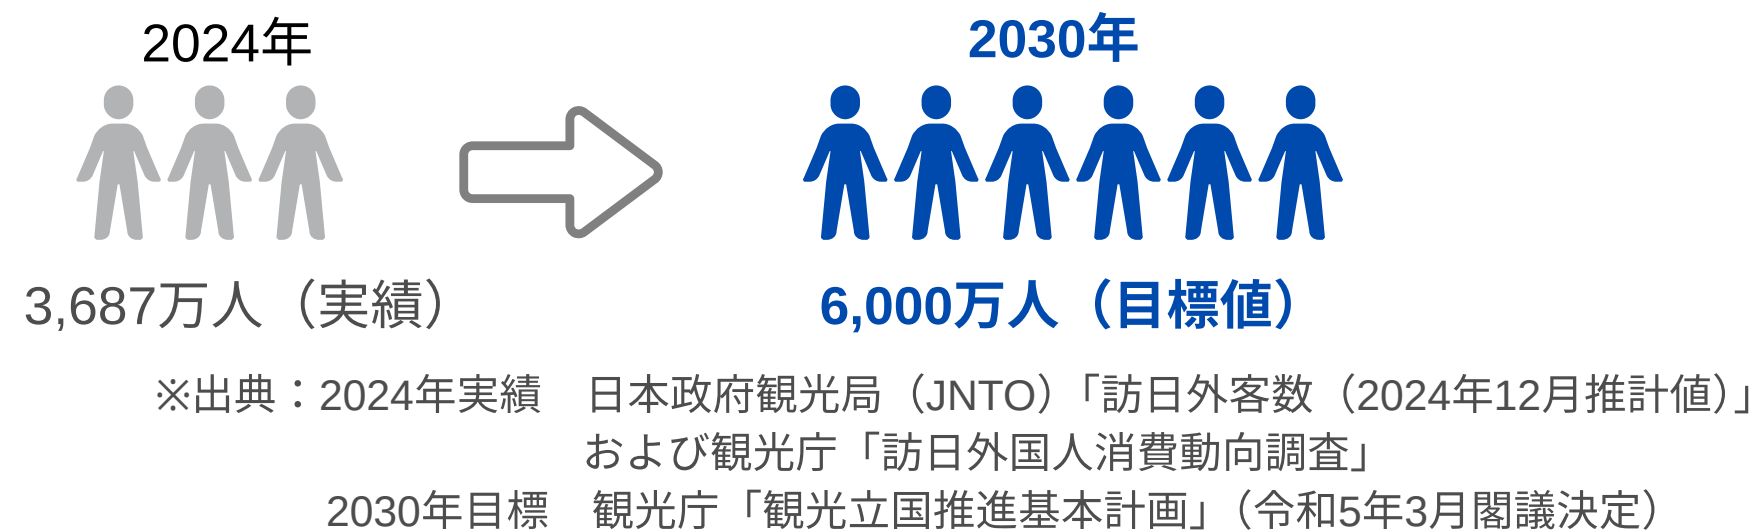 2024年
2030年
3,687万人（実績）
6,000万人（目標値）
※出典：2024年実績　日本政府観光局（JNTO）「訪日外客数（2024年12月推計値）」
および観光庁「訪日外国人消費動向調査」
2030年目標　観光庁「観光立国推進基本計画」（令和5年3月閣議決定）